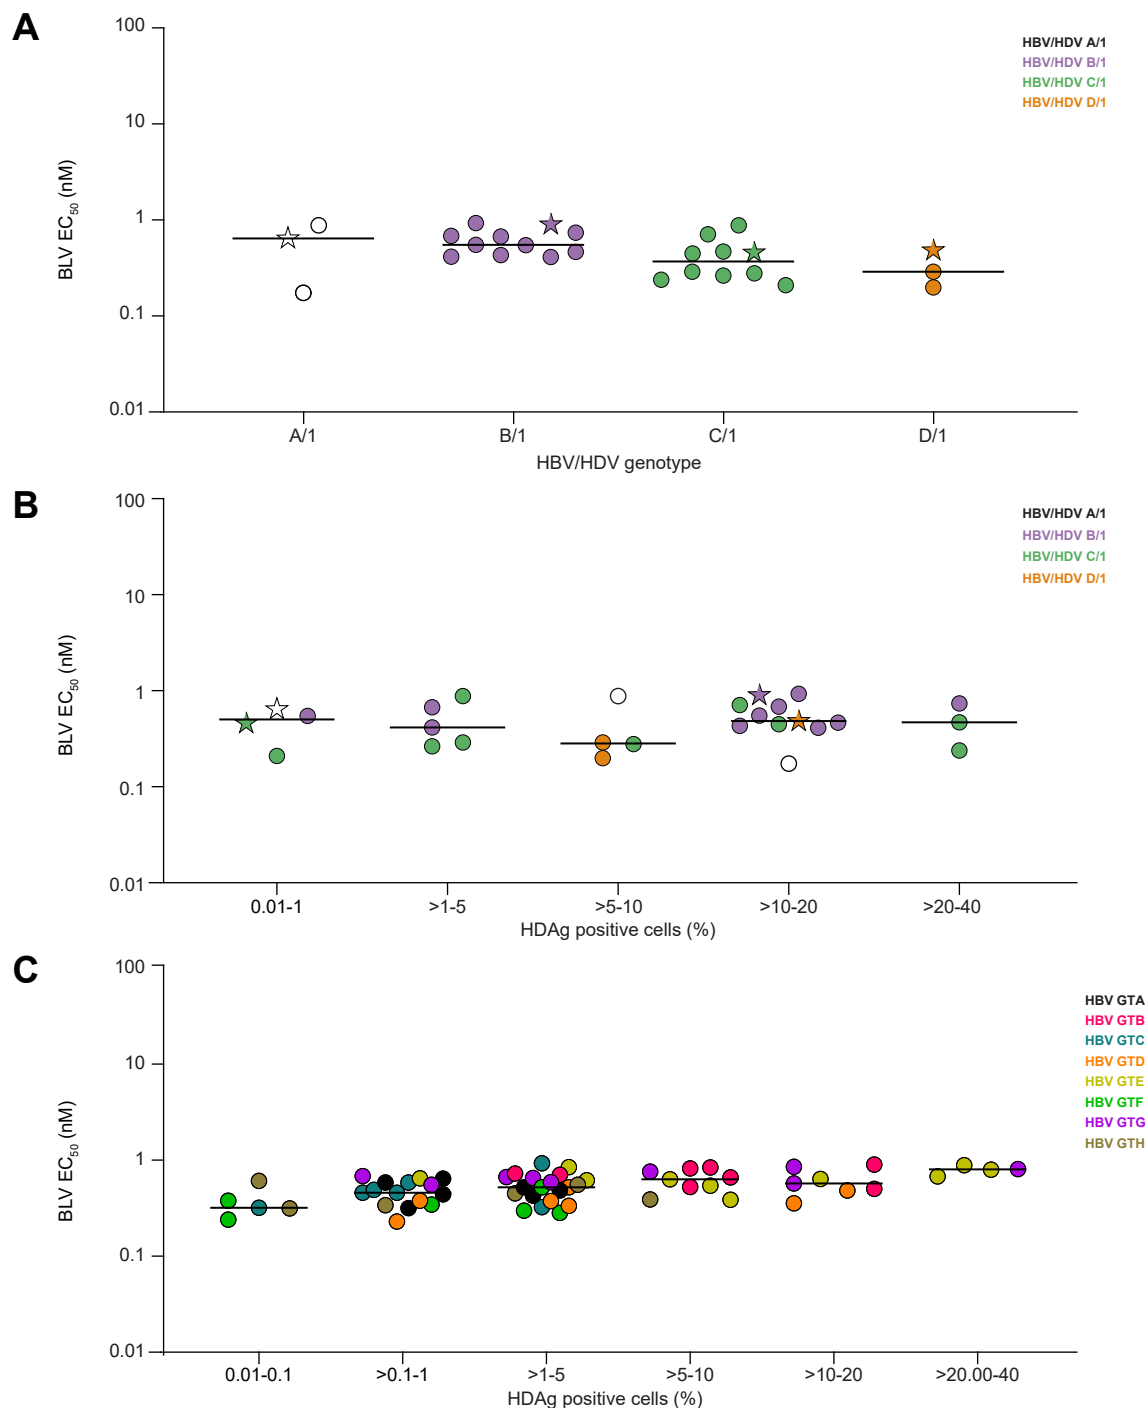 A
100
10
1
0.1
0.01
BLV EC50 (nM)
HBV/HDV A/1
HBV/HDV B/1
HBV/HDV C/1
HBV/HDV D/1
A/1
B/1
C/1
D/1
HBV/HDV genotype
B
100
10
1
0.1
0.01
BLV EC50 (nM)
HBV/HDV A/1
HBV/HDV B/1
HBV/HDV C/1
HBV/HDV D/1
0.01-1
>1-5
>5-10
>10-20
>20-40
HDAg positive cells (%)
C
100
10
1
0.1
0.01
BLV EC50 (nM)
HBV GTA
HBV GTB
HBV GTC
HBV GTD
HBV GTE
HBV GTF
HBV GTG
HBV GTH
0.01-0.1
>0.1-1
>1-5
>5-10
>10-20
>20.00-40
HDAg positive cells (%)